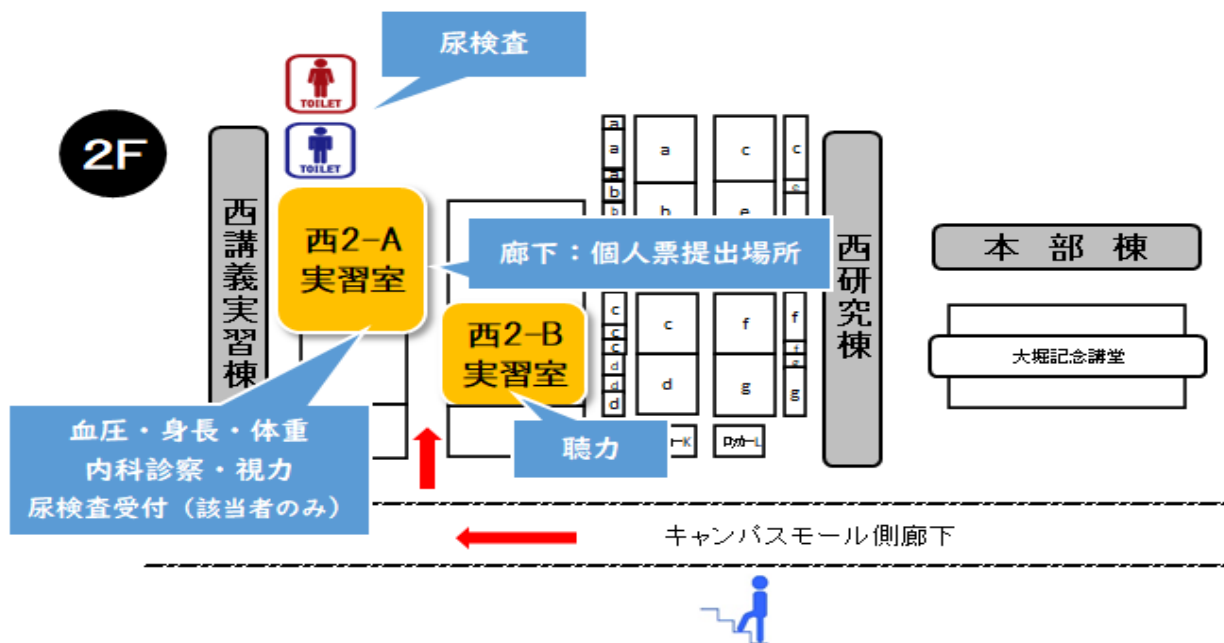 尿検査
TOILET
TOILET
2F
西講義実習棟
西2-A
実習室
廊下：個人票提出場所
西2-B
実習室
血圧・身長・体重
内科診察・視力
尿検査受付（該当者のみ）
聴力
a
a
a
b
b
a
b
c
e
c
e
c
c
c
d
d
d
c
d
f
g
f
f
g
g
ーK
ロッカーL
西研究棟
本部棟
大堀記念講堂
キャンパスモール側廊下